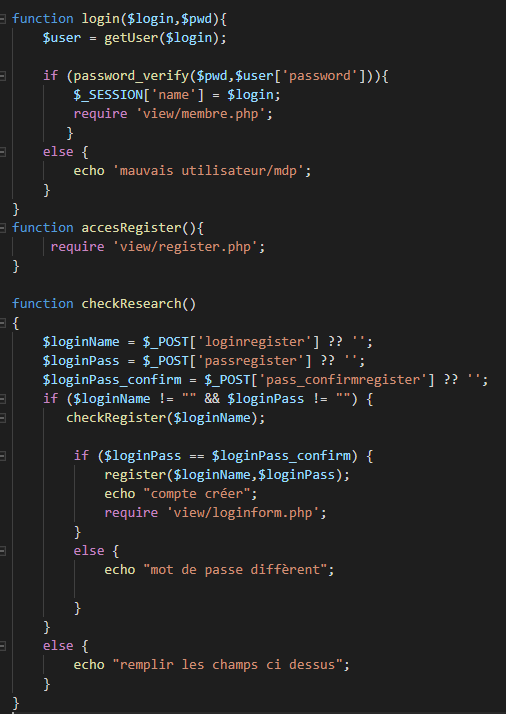 function login($login,$pwd){
    $user = getUser($login);

    if (password_verify($pwd,$user['password'])){
        $_SESSION['name'] = $login;
        require 'view/membre.php';
       }
    else {
        echo 'mauvais utilisateur/mdp';
    }
}
function accesRegister(){
     require 'view/register.php';
}

function checkResearch()
{
    $loginName = $_POST['loginregister'] ?? '';
    $loginPass = $_POST['passregister'] ?? '';
    $loginPass_confirm = $_POST['pass_confirmregister'] ?? '';
    if ($loginName != "" && $loginPass != "") {
       checkRegister($loginName);

        if ($loginPass == $loginPass_confirm) {
            register($loginName,$loginPass);
            echo "compte créer";
            require 'view/loginform.php';
        }
        else {
            echo "mot de passe diffèrent";

        }
    }
    else {
        echo "remplir les champs ci dessus";
    }
}